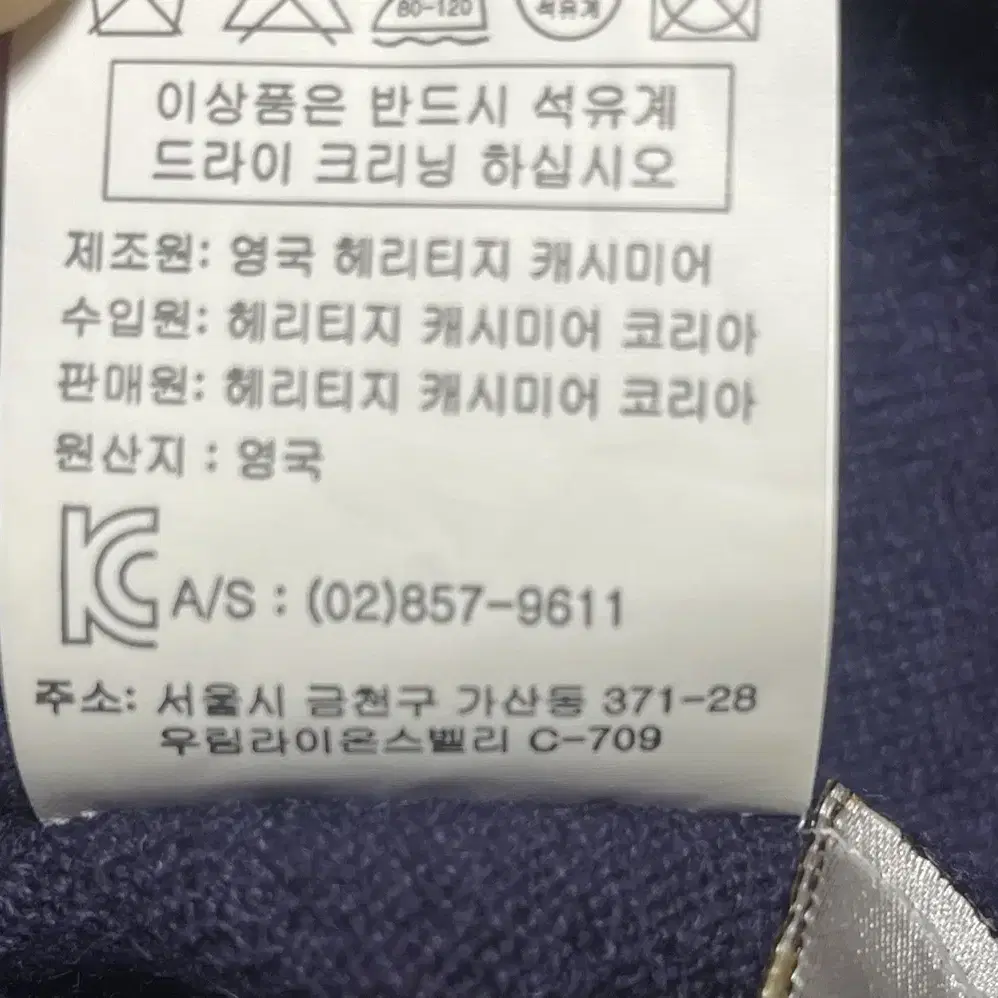 80-120 석유계
이상품은 반드시 석유계
드라이 크리닝 하십시오
제조원: 영국 헤리티지 캐시미어
수입원: 헤리티지 캐시미어 코리아
판매원: 헤리티지 캐시미어 코리아
원산지 : 영국
KC A/S : (02)857-9611
주소: 서울시 금천구 가산동 371-28
우림라이온스벨리 C-709